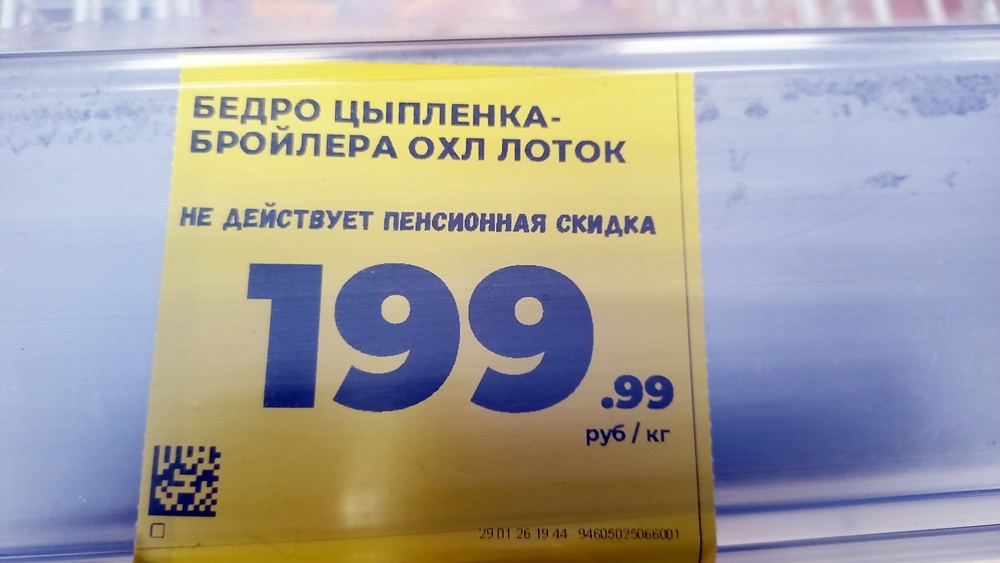 БЕДРО ЦЫПЛЕНКА-
БРОЙЛЕРА ОХЛ ЛОТОК
НЕ ДЕЙСТВУЕТ ПЕНСИОННАЯ СКИДКА
199.99
руб / кг
29.01.26 19:44 94605025066001